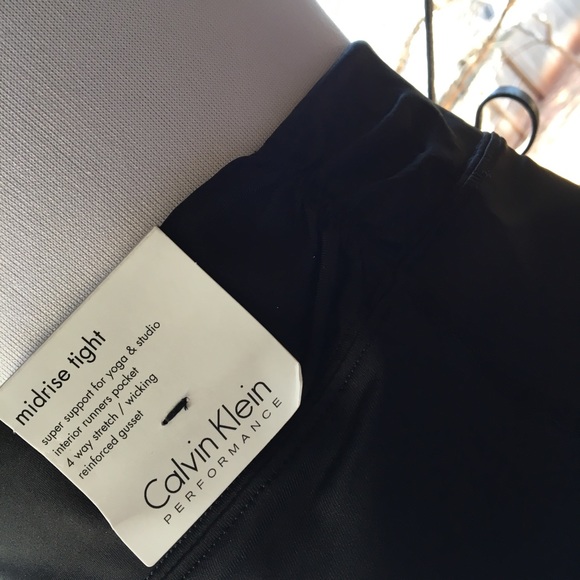 midrise tight
super support for yoga & studio
interior runners pocket
4 way stretch / wicking
reinforced gusset
Calvin Klein
PERFORMANCE